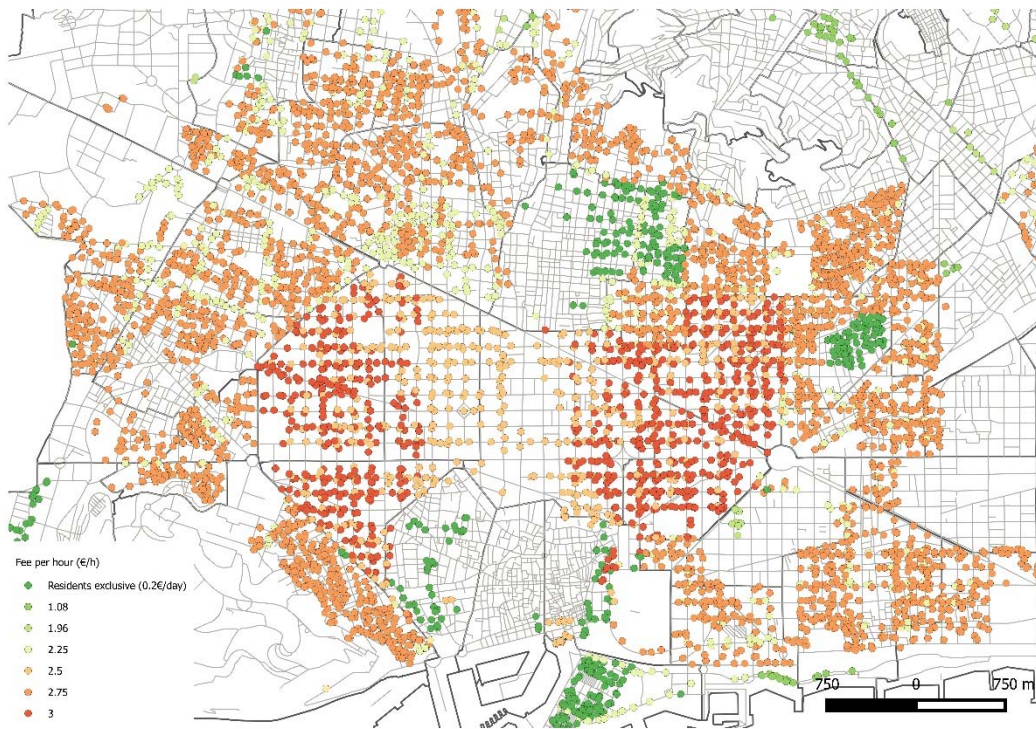 Fee per hour (€/h)
Residents exclusive (0.2€/day)
1.08
1.96
2.25
2.5
2.75
3
750 0 750 m